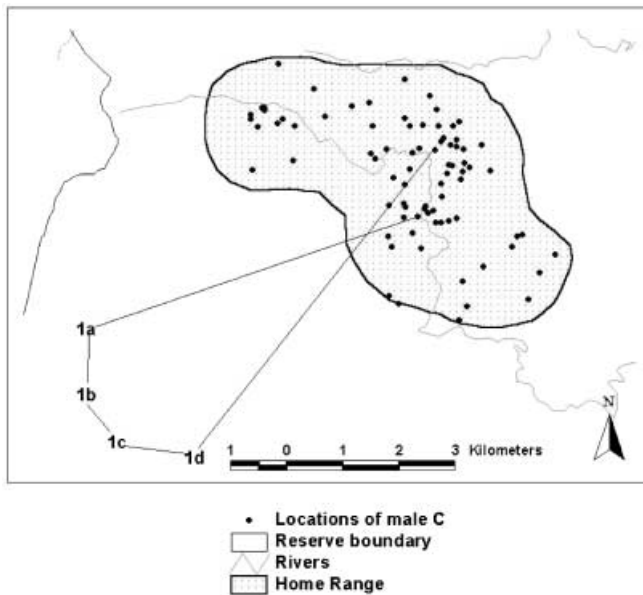 1a
1b
1c
1d
N
1 0 1 2 3 Kilometers
Locations of male C
Reserve boundary
Rivers
Home Range